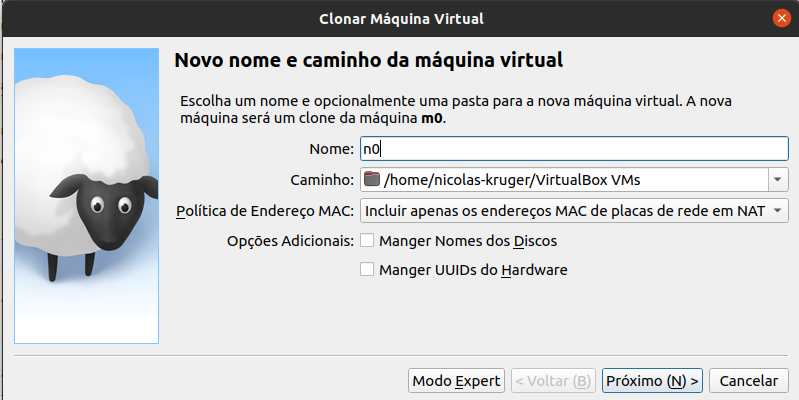 Clonar Máquina Virtual
Novo nome e caminho da máquina virtual
Escolha um nome e opcionalmente uma pasta para a nova máquina virtual. A nova
máquina será um clone da máquina m0.
Nome: n0
Caminho: /home/nicolas-kruger/VirtualBox VMs
Política de Endereço MAC: Incluir apenas os endereços MAC de placas de rede em NAT
Opções Adicionais: Manger Nomes dos Discos
Manger UUIDs do Hardware
Modo Expert < Voltar (B) Próximo (N) > Cancelar